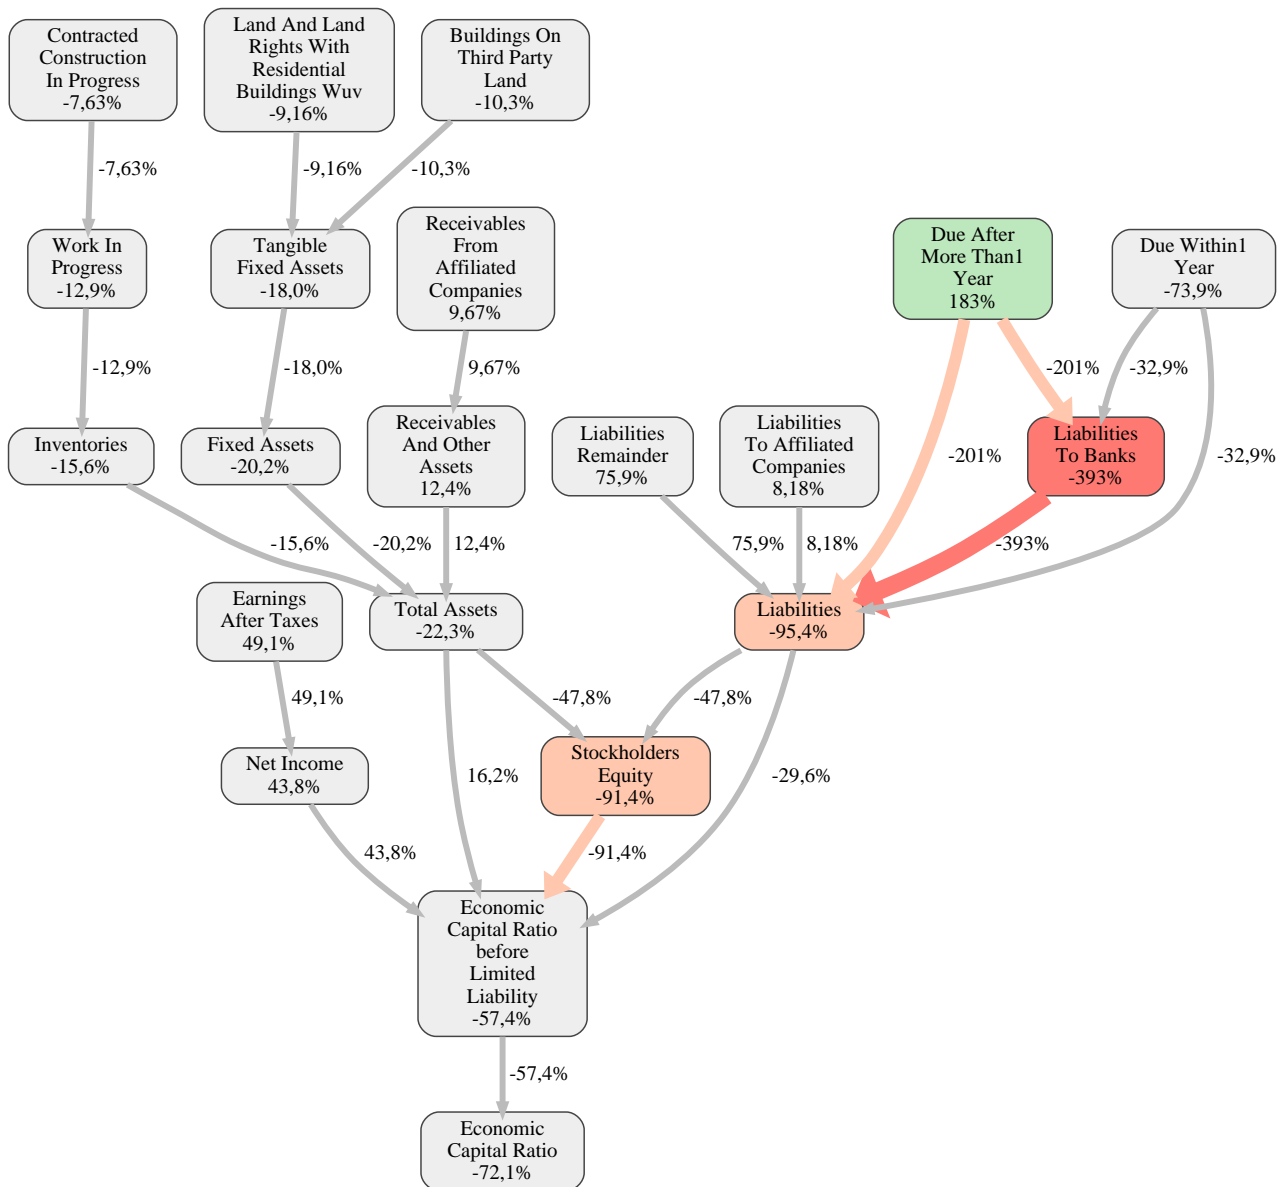 Contracted
Construction
In Progress
-7,63%
Land And Land
Rights With
Residential
Buildings Wuv
-9,16%
Buildings On
Third Party
Land
-10,3%
-7,63%
-9,16%
-10,3%
Work In
Progress
-12,9%
Tangible
Fixed Assets
-18,0%
Receivables
From
Affiliated
Companies
9,67%
Due After
More Than1
Year
183%
Due Within1
Year
-73,9%
-12,9%
-18,0%
9,67%
-201%
-32,9%
Inventories
-15,6%
Fixed Assets
-20,2%
Receivables
And Other
Assets
12,4%
Liabilities
Remainder
75,9%
Liabilities
To Affiliated
Companies
8,18%
-201%
Liabilities
To Banks
-393%
-32,9%
-15,6%
-20,2%
12,4%
75,9%
8,18%
-393%
Earnings
After Taxes
49,1%
Total Assets
-22,3%
Liabilities
-95,4%
49,1%
-47,8%
-47,8%
Net Income
43,8%
16,2%
Stockholders
Equity
-91,4%
-29,6%
43,8%
-91,4%
Economic
Capital Ratio
before
Limited
Liability
-57,4%
-57,4%
Economic
Capital Ratio
-72,1%